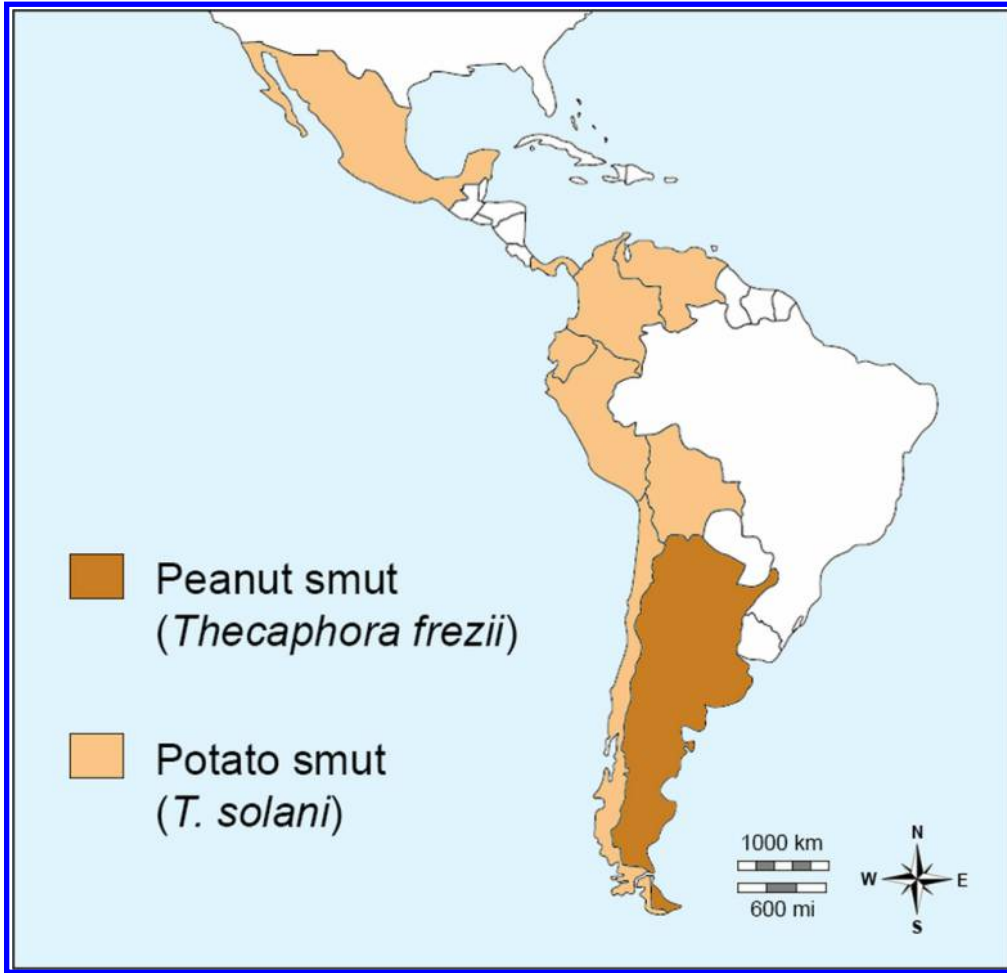 Peanut smut
(Thecaphora frezii)
Potato smut
(T. solani)
1000 km
600 mi
N
W E
S